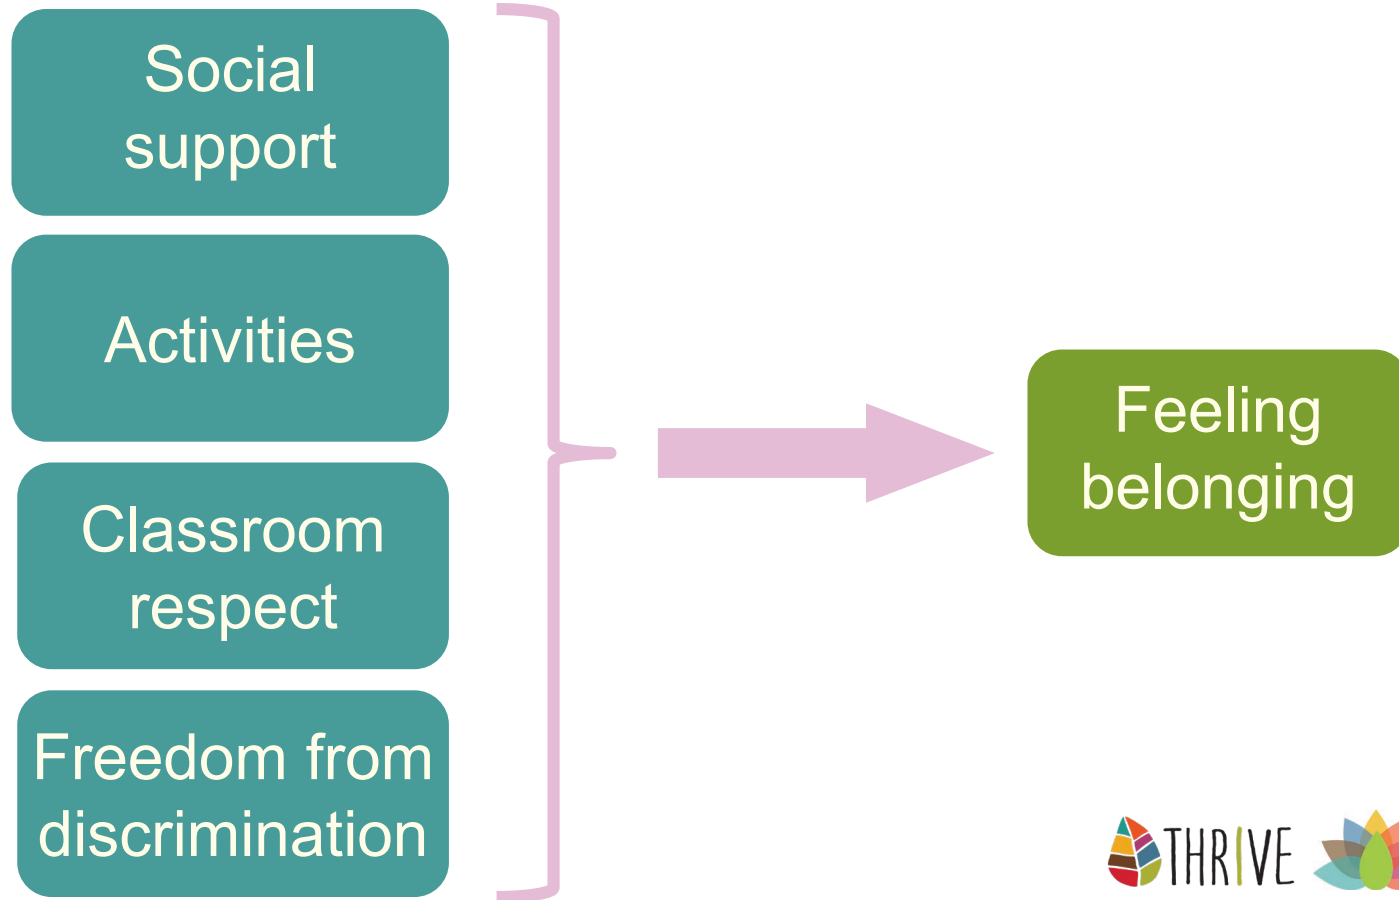 Social
support
Activities
Classroom
respect
Freedom from
discrimination
Feeling
belonging
THRIVE